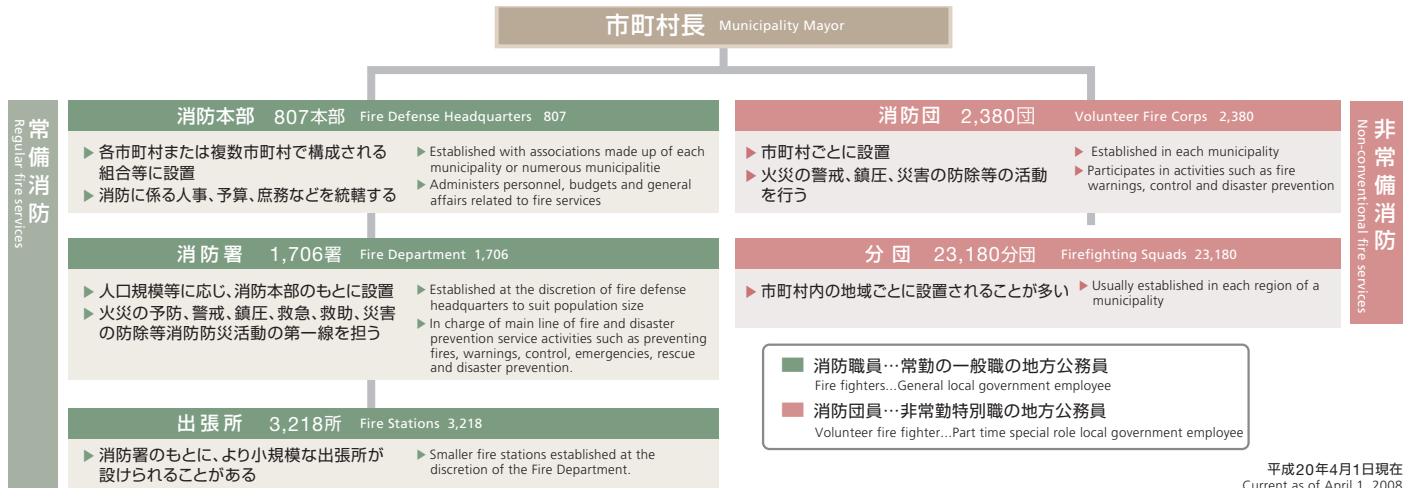 市町村長 Municipality Mayor
常備消防
Regular fire services
消防本部 807本部 Fire Defense Headquarters 807
▶ 各市町村または複数市町村で構成される
組合等に設置
▶ 消防に係る人事、予算、庶務などを統轄する
▶ Established with associations made up of each
municipality or numerous municipalitie
▶ Administers personnel, budgets and general
affairs related to fire services
消防署 1,706署 Fire Department 1,706
▶ 人口規模等に応じ、消防本部のもとに設置
▶ 火災の予防、警戒、鎮圧、救急、救助、災害
の防除等消防防災活動の第一線を担う
▶ Established at the discretion of fire defense
headquarters to suit population size
▶ In charge of main line of fire and disaster
prevention service activities such as preventing
fires, warnings, control, emergencies, rescue
and disaster prevention.
出張所 3,218所 Fire Stations 3,218
▶ 消防署のもとに、より小規模な出張所が
設けられることがある
▶ Smaller fire stations established at the
discretion of the Fire Department.
消防団 2,380団 Volunteer Fire Corps 2,380
▶ 市町村ごとに設置
▶ 火災の警戒、鎮圧、災害の防除等の活動
を行う
▶ Established in each municipality
▶ Participates in activities such as fire
warnings, control and disaster prevention
分団 23,180分団 Firefighting Squads 23,180
▶ 市町村内の地域ごとに設置されることが多い
▶ Usually established in each region of a
municipality
非常備消防
Non-conventional fire services
消防職員…常勤の一般職の地方公務員
Fire fighters...General local government employee
消防団員…非常勤特別職の地方公務員
Volunteer fire fighter...Part time special role local government employee
平成20年4月1日現在
Current as of April 1, 2008